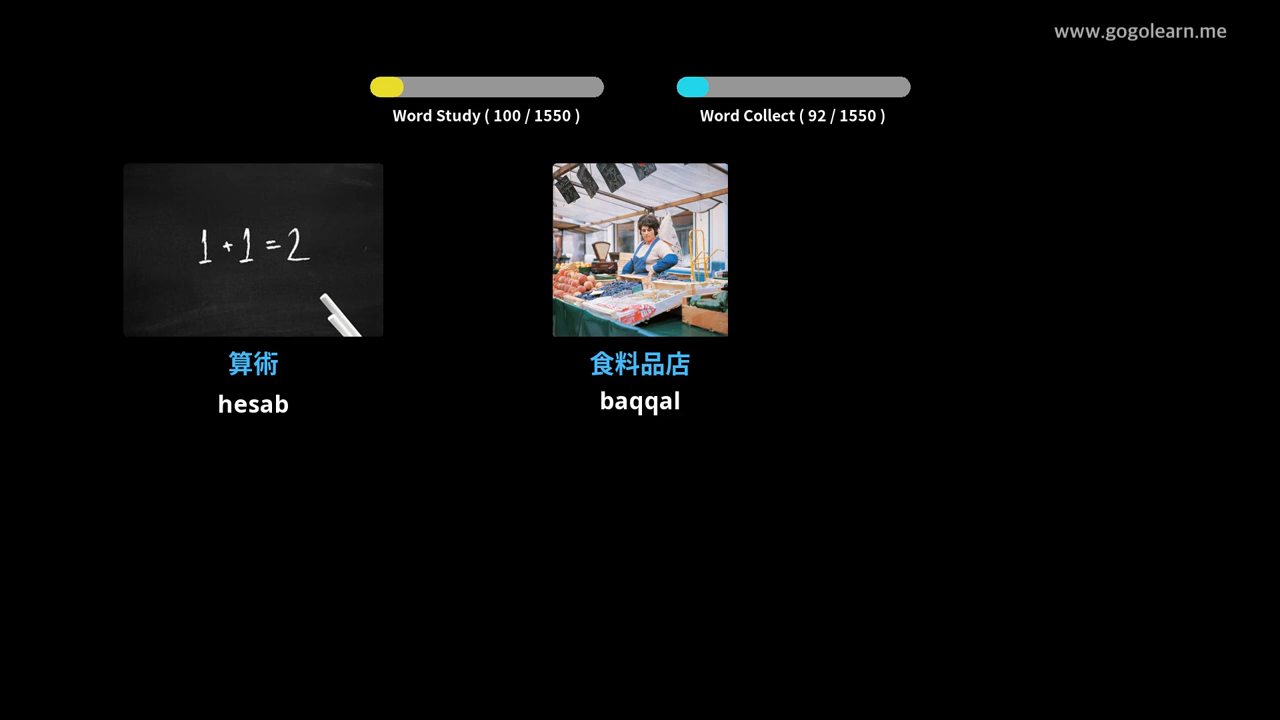 www.gogolearn.me
Word Study ( 100 / 1550 )
Word Collect ( 92 / 1550 )
1 + 1 = 2
算術
hesab
食料品店
baqqal